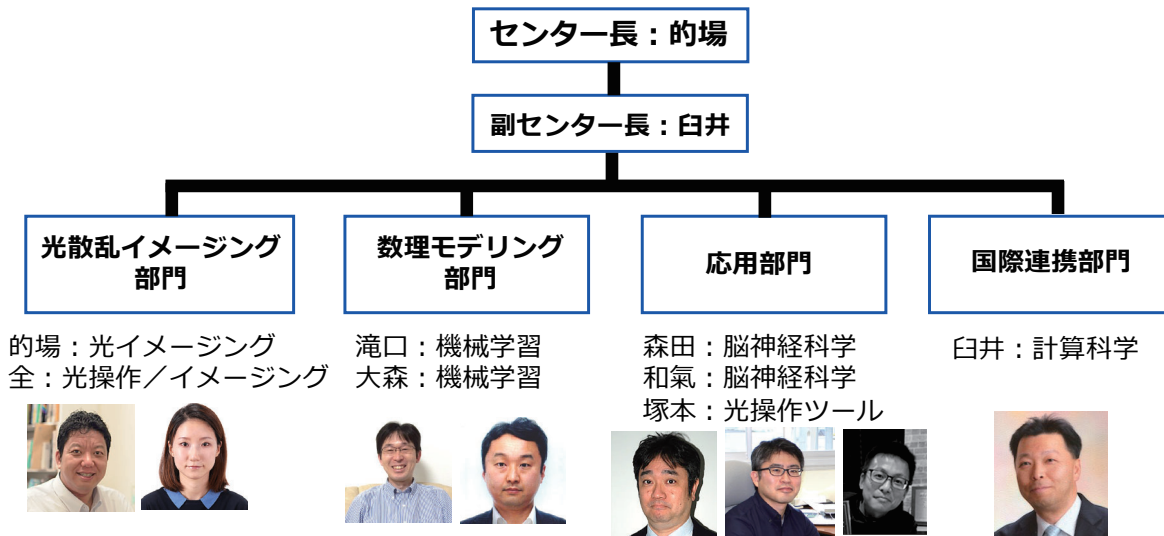 センター長：的場
副センター長：臼井
光散乱イメージング
部門
数理モデリング
部門
応用部門
国際連携部門
的場：光イメージング
全：光操作／イメージング
滝口：機械学習
大森：機械学習
森田：脳神経科学
和氣：脳神経科学
塚本：光操作ツール
臼井：計算科学